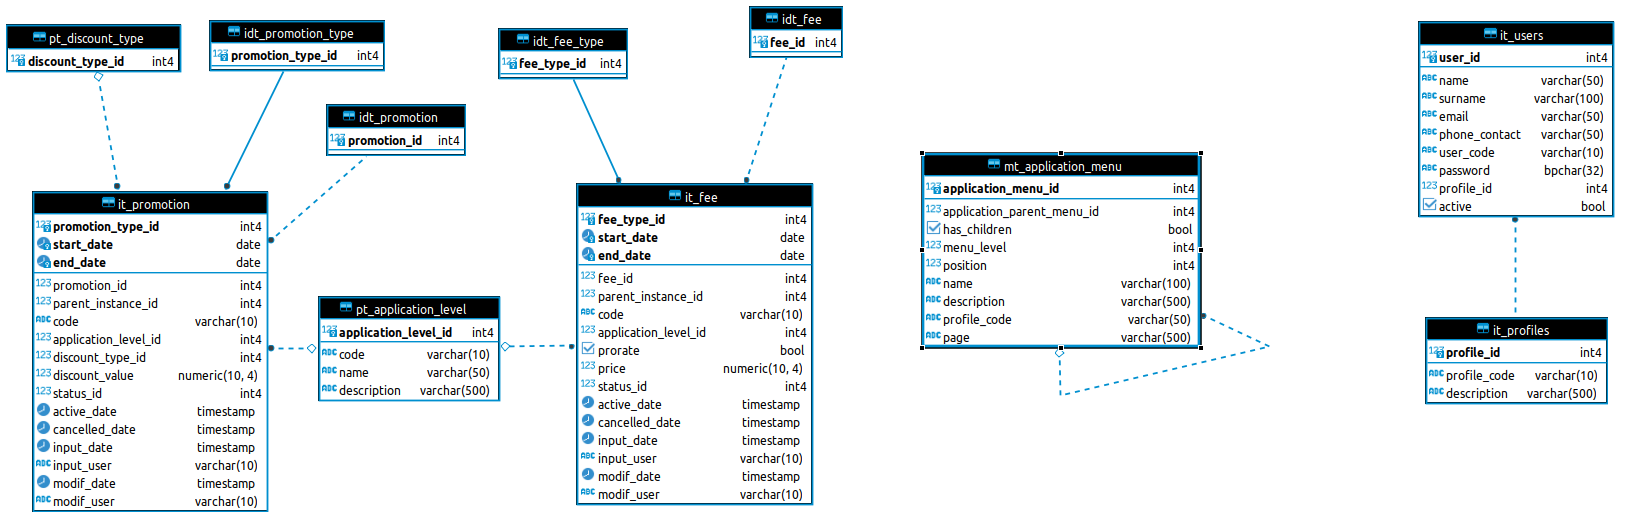 pt_discount_type
discount_type_id int4
idt_promotion_type
promotion_type_id int4
idt_promotion
promotion_id int4
it_promotion
promotion_type_id int4
start_date date
end_date date
promotion_id int4
parent_instance_id int4
code varchar(10)
application_level_id int4
discount_type_id int4
discount_value numeric(10, 4)
status_id int4
active_date timestamp
cancelled_date timestamp
input_date timestamp
input_user varchar(10)
modif_date timestamp
modif_user varchar(10)
pt_application_level
application_level_id int4
code varchar(10)
name varchar(50)
description varchar(500)
idt_fee_type
fee_type_id int4
idt_fee
fee_id int4
it_fee
fee_type_id int4
start_date date
end_date date
fee_id int4
parent_instance_id int4
code varchar(10)
application_level_id int4
prorate bool
price numeric(10, 4)
status_id int4
active_date timestamp
cancelled_date timestamp
input_date timestamp
input_user varchar(10)
modif_date timestamp
modif_user varchar(10)
mt_application_menu
application_menu_id int4
application_parent_menu_id int4
has_children bool
menu_level int4
position int4
name varchar(100)
description varchar(500)
profile_code varchar(50)
page varchar(500)
it_users
user_id int4
name varchar(50)
surname varchar(100)
email varchar(50)
phone_contact varchar(50)
user_code varchar(10)
password bpchar(32)
profile_id int4
active bool
it_profiles
profile_id int4
profile_code varchar(10)
description varchar(500)